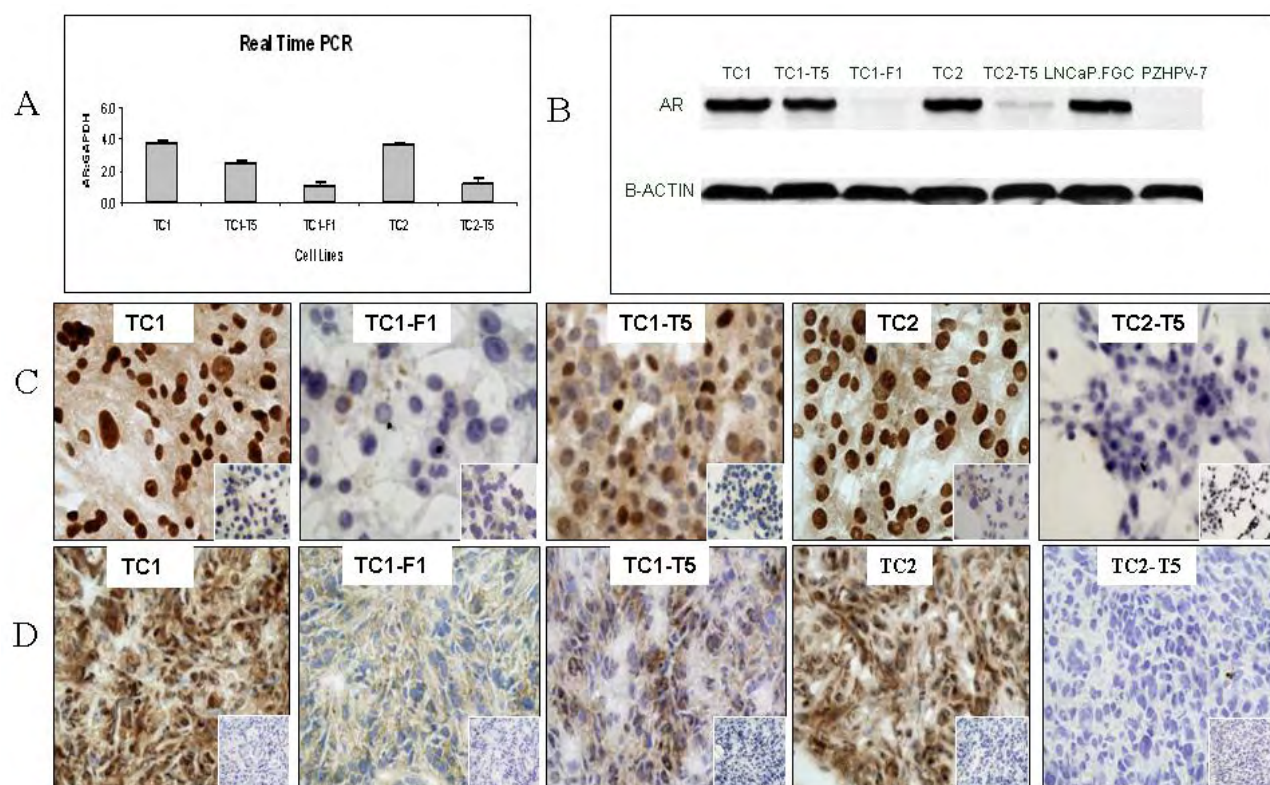 A
Real Time PCR
AR:GAPDH
6.0
4.0
2.0
0.0
TC1 TC1-T5 TC1-F1 TC2 TC2-T5
Cell Lines
B
TC1 TC1-T5 TC1-F1 TC2 TC2-T5 LNCaP.FGC PZHPV-7
AR
B-ACTIN
C
TC1 TC1-F1 TC1-T5 TC2 TC2-T5
D
TC1 TC1-F1 TC1-T5 TC2 TC2-T5